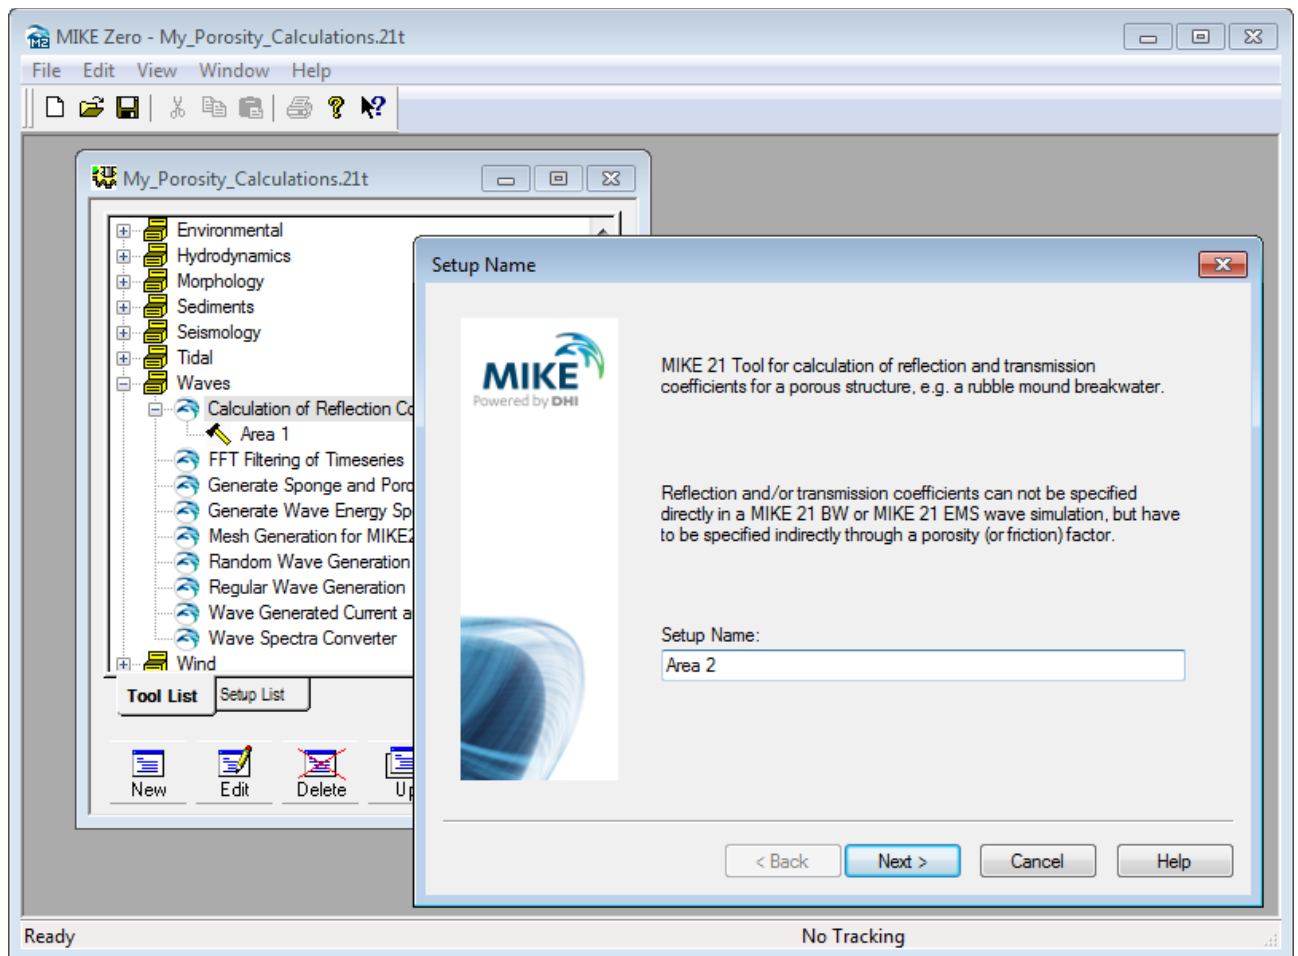 MIKE Zero - My_Porosity_Calculations.21t
File Edit View Window Help
My_Porosity_Calculations.21t
Environmental
Hydrodynamics
Morphology
Sediments
Seismology
Tidal
Waves
Calculation of Reflection Co
Area 1
FFT Filtering of Timeseries
Generate Sponge and Poro
Generate Wave Energy Sp
Mesh Generation for MIKE2
Random Wave Generation
Regular Wave Generation
Wave Generated Current a
Wave Spectra Converter
Wind
Tool List Setup List
New Edit Delete Up
Setup Name
MIKE
Powered by DHI
MIKE 21 Tool for calculation of reflection and transmission
coefficients for a porous structure, e.g. a rubble mound breakwater.
Reflection and/or transmission coefficients can not be specified
directly in a MIKE 21 BW or MIKE 21 EMS wave simulation, but have
to be specified indirectly through a porosity (or friction) factor.
Setup Name:
Area 2
< Back Next > Cancel Help
Ready No Tracking